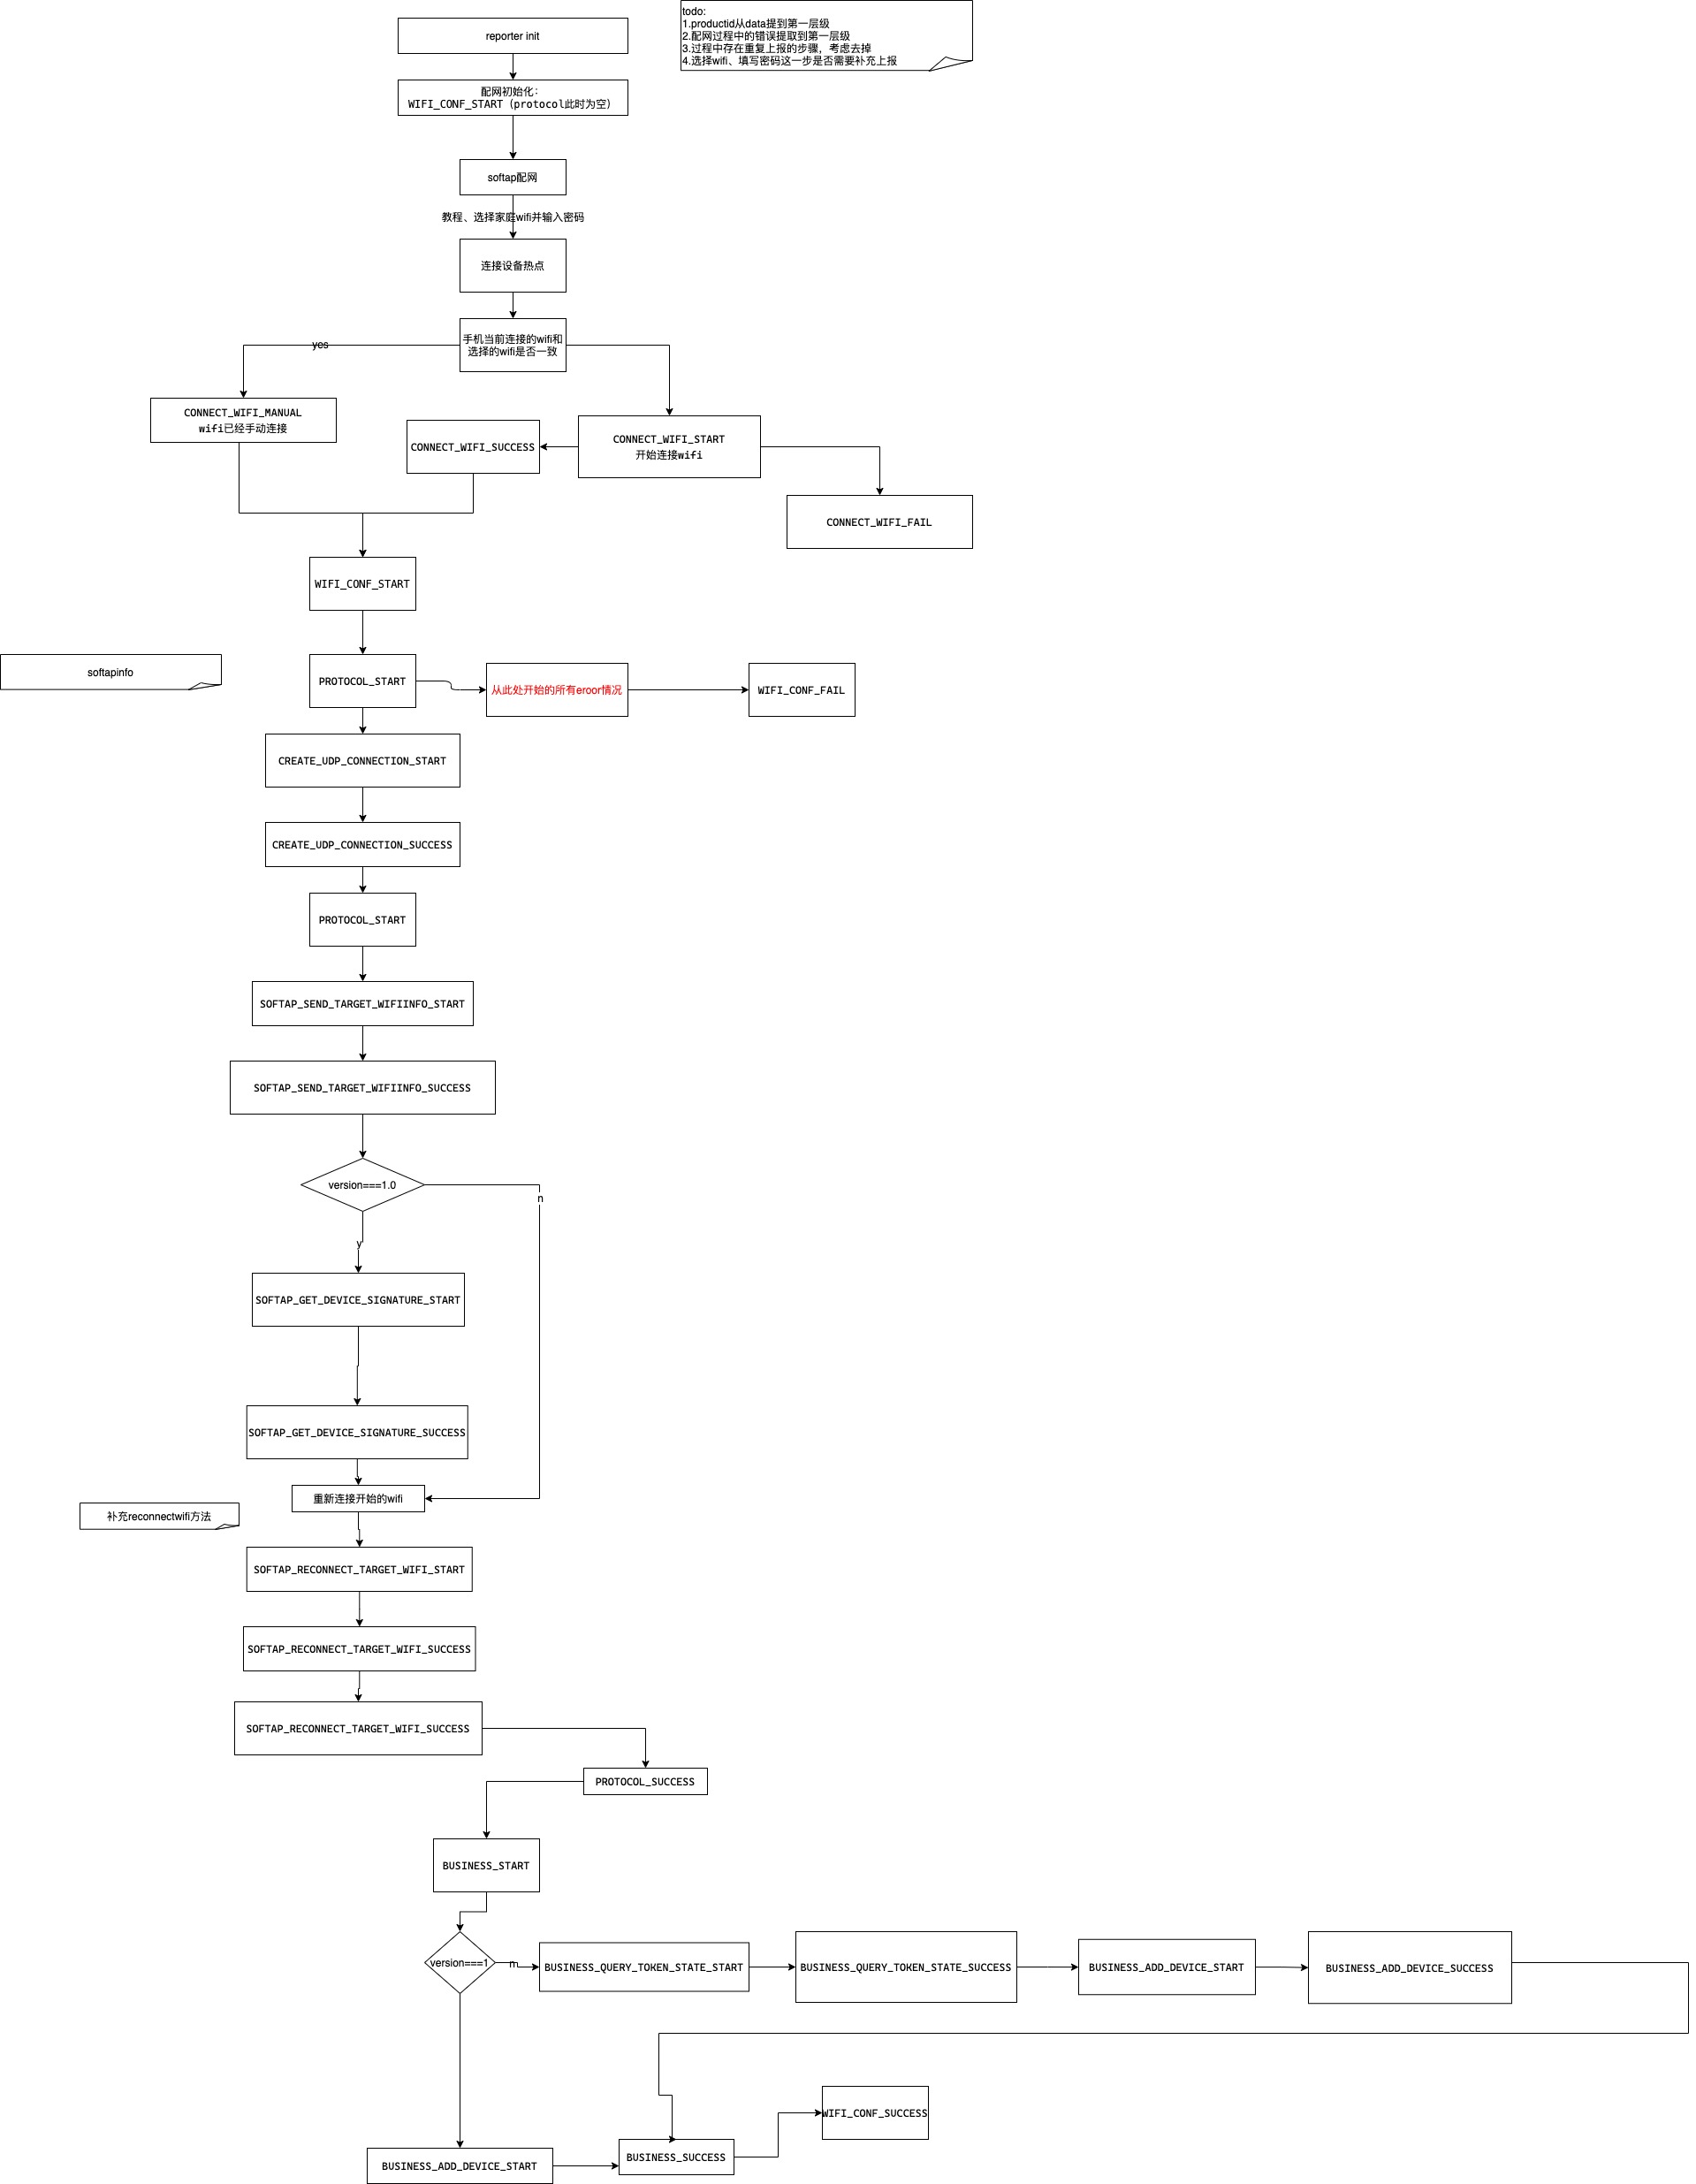 reporter init
todo:
1.productid从data提到第一层级
2.配网过程中的错误提取到第一层级
3.过程中存在重复上报的步骤，考虑去掉
4.选择wifi、填写密码这一步是否需要补充上报
配网初始化：
WIFI_CONF_START（protocol此时为空）
softap配网
教程、选择家庭wifi并输入密码
连接设备热点
手机当前连接的wifi和
选择的wifi是否一致
yes
CONNECT_WIFI_MANUAL
wifi已经手动连接
CONNECT_WIFI_SUCCESS
CONNECT_WIFI_START
开始连接wifi
CONNECT_WIFI_FAIL
WIFI_CONF_START
softapinfo
PROTOCOL_START
从此处开始的所有eroor情况
WIFI_CONF_FAIL
CREATE_UDP_CONNECTION_START
CREATE_UDP_CONNECTION_SUCCESS
PROTOCOL_START
SOFTAP_SEND_TARGET_WIFIINFO_START
SOFTAP_SEND_TARGET_WIFIINFO_SUCCESS
version===1.0
n
y
SOFTAP_GET_DEVICE_SIGNATURE_START
SOFTAP_GET_DEVICE_SIGNATURE_SUCCESS
重新连接开始的wifi
补充reconnectwifi方法
SOFTAP_RECONNECT_TARGET_WIFI_START
SOFTAP_RECONNECT_TARGET_WIFI_SUCCESS
SOFTAP_RECONNECT_TARGET_WIFI_SUCCESS
PROTOCOL_SUCCESS
BUSINESS_START
version===1
n
BUSINESS_QUERY_TOKEN_STATE_START
BUSINESS_QUERY_TOKEN_STATE_SUCCESS
BUSINESS_ADD_DEVICE_START
BUSINESS_ADD_DEVICE_SUCCESS
WIFI_CONF_SUCCESS
BUSINESS_SUCCESS
BUSINESS_ADD_DEVICE_START